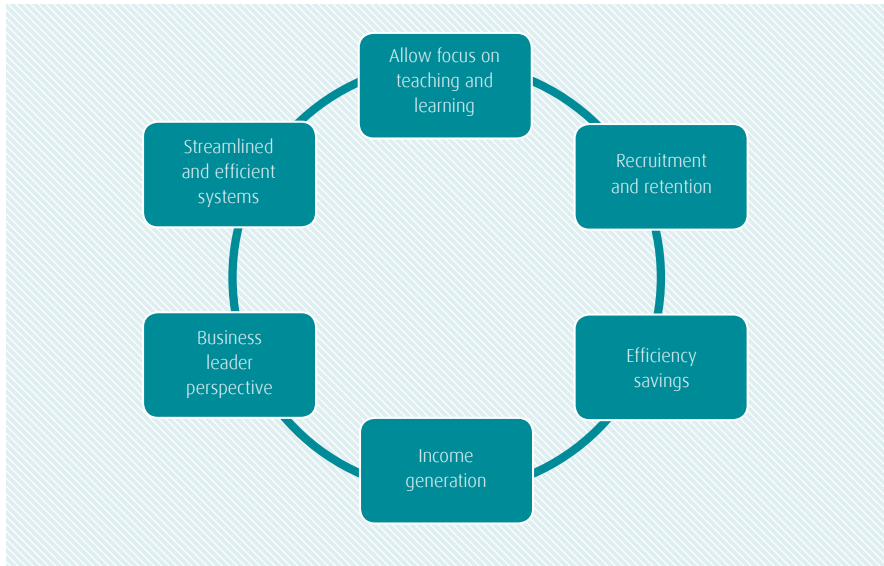 Allow focus on
teaching and
learning
Recruitment
and retention
Efficiency
savings
Income
generation
Business
leader
perspective
Streamlined
and efficient
systems